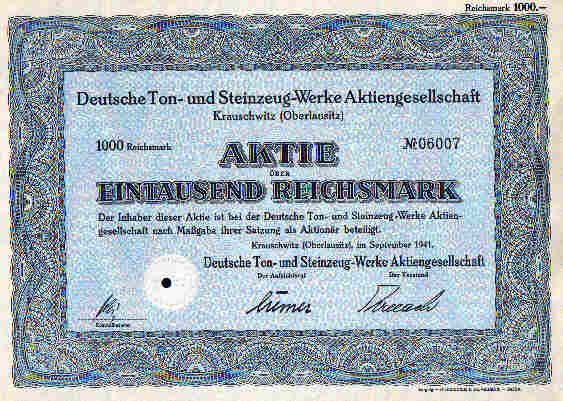 Reichsmark 1000.—
Deutsche Ton- und Steinzeug-Werke Aktiengesellschaft
Krauschwitz (Oberlausitz)
1000 Reichsmark
№ 06007
AKTIE
ÜBER
EINTAUSEND REICHSMARK
Der Inhaber dieser Aktie ist bei der Deutsche Ton- und Steinzeug-Werke Aktien-
gesellschaft nach Maßgabe ihrer Satzung als Aktionär beteiligt.
Krauschwitz (Oberlausitz), im September 1941.
Deutsche Ton- und Steinzeug-Werke Aktiengesellschaft
Der Aufsichtsrat
Der Vorstand